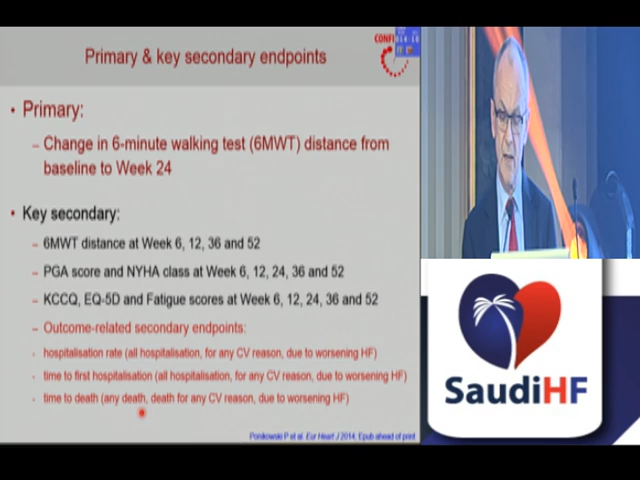 Primary & key secondary endpoints
CONFI
• Primary:
– Change in 6-minute walking test (6MWT) distance from
baseline to Week 24
• Key secondary:
– 6MWT distance at Week 6, 12, 36 and 52
– PGA score and NYHA class at Week 6, 12, 24, 36 and 52
– KCCQ, EQ-5D and Fatigue scores at Week 6, 12, 24, 36 and 52
– Outcome-related secondary endpoints:
- hospitalisation rate (all hospitalisation, for any CV reason, due to worsening HF)
- time to first hospitalisation (all hospitalisation, for any CV reason, due to worsening HF)
- time to death (any death, death for any CV reason, due to worsening HF)
Ponikowski P et al. Eur Heart J 2014; Epub ahead of print
SaudiHF